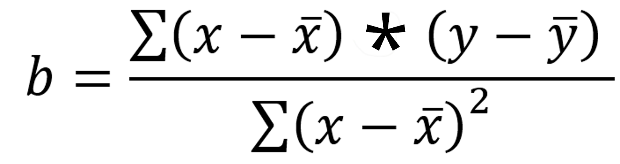 b = ∑(x − x̄) * (y − ȳ) / ∑(x − x̄)²